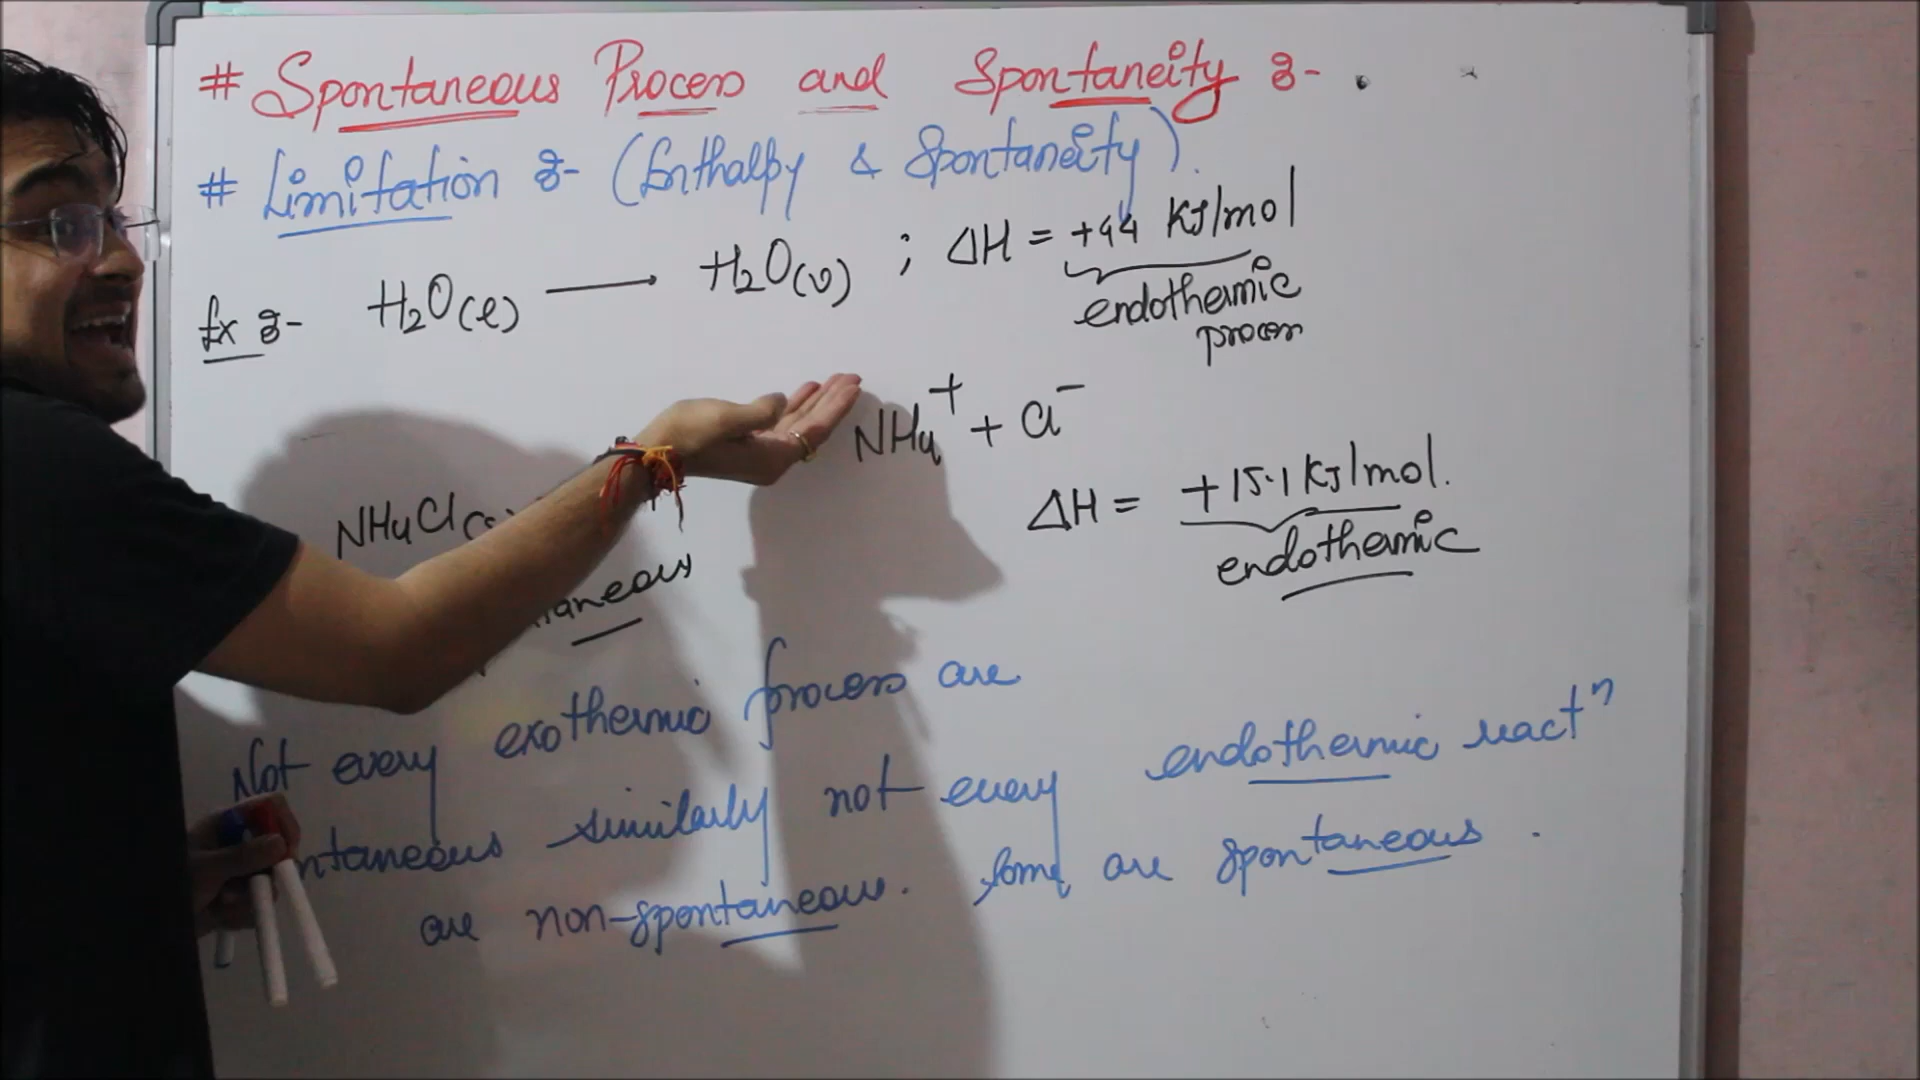 # Spontaneous Process and Spontaneity :- .
# Limitation :- (Enthalpy & Spontaneity).
Ex :- H₂O(l) ⟶ H₂O(v) ; ΔH = +44 KJ/mol
endothermic
process
NH₄⁺ + Cl⁻
NH₄Cl(s
ΔH = +15.1 KJ/mol.
endothermic
taneous
Not every exothermic process are
ntaneous similarly not every endothermic reactⁿ
are non-spontaneous. Some are spontaneous .